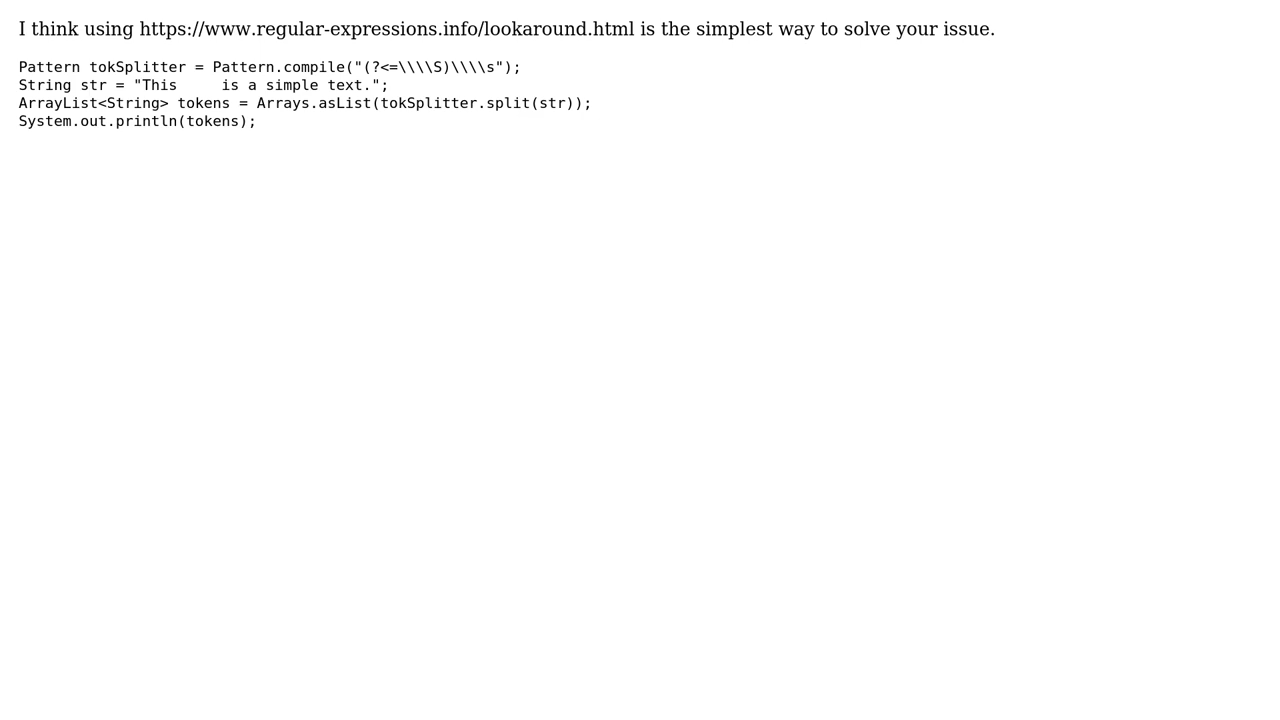 I think using https://www.regular-expressions.info/lookaround.html is the simplest way to solve your issue.
Pattern tokSplitter = Pattern.compile("(?<=\\\\S)\\\\s");
String str = "This     is a simple text.";
ArrayList<String> tokens = Arrays.asList(tokSplitter.split(str));
System.out.println(tokens);